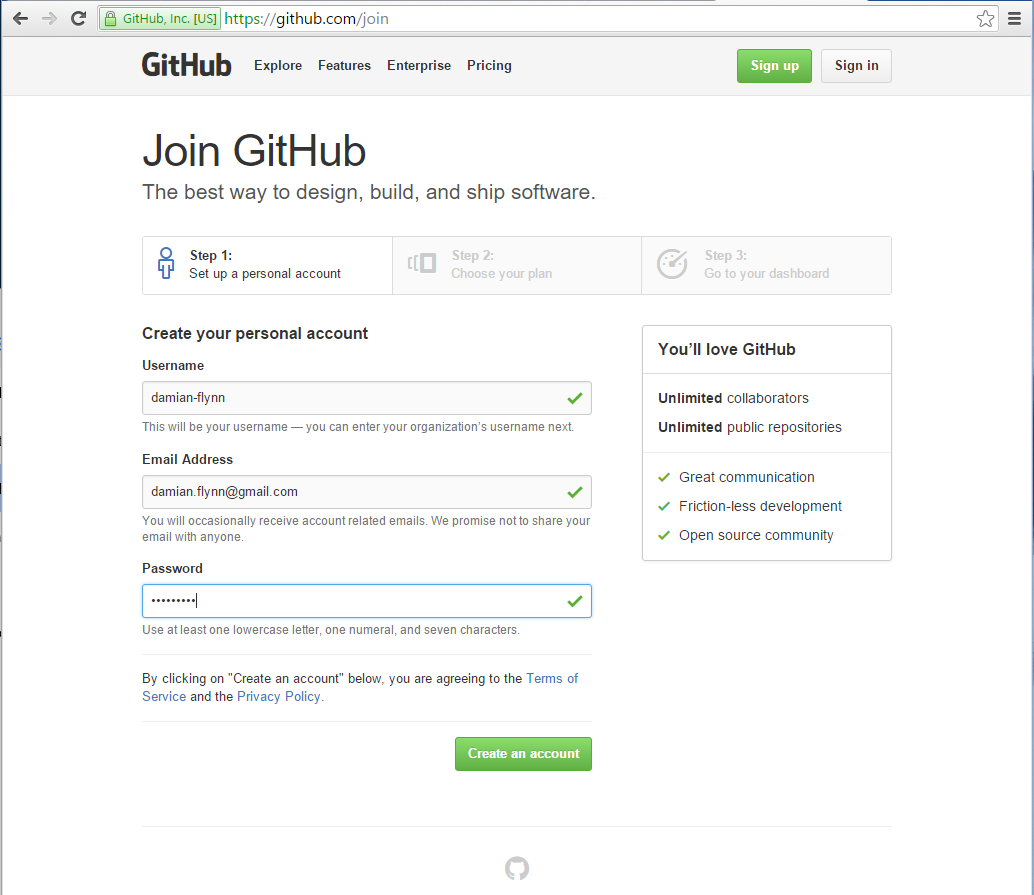 GitHub, Inc. [US] https://github.com/join
GitHub Explore Features Enterprise Pricing Sign up Sign in
Join GitHub
The best way to design, build, and ship software.
Step 1:
Set up a personal account
Step 2:
Choose your plan
Step 3:
Go to your dashboard
Create your personal account
Username
damian-flynn
This will be your username — you can enter your organization's username next.
Email Address
damian.flynn@gmail.com
You will occasionally receive account related emails. We promise not to share your
email with anyone.
Password
•••••••••
Use at least one lowercase letter, one numeral, and seven characters.
By clicking on "Create an account" below, you are agreeing to the Terms of
Service and the Privacy Policy.
Create an account
You'll love GitHub
Unlimited collaborators
Unlimited public repositories
Great communication
Friction-less development
Open source community